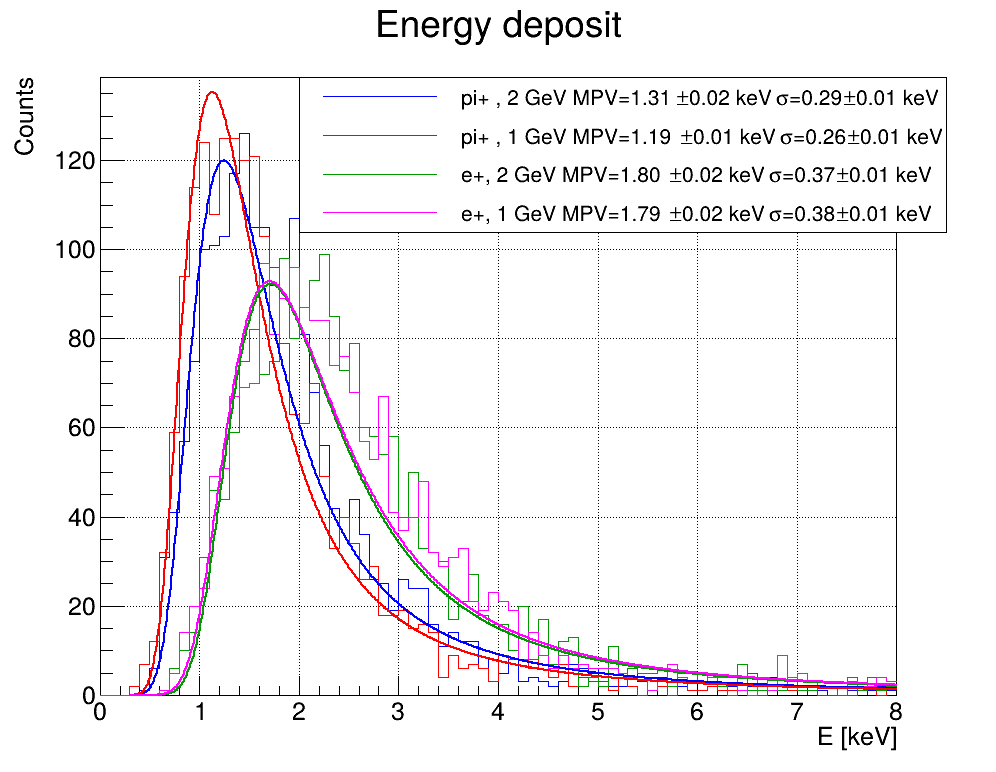 Energy deposit
Counts
pi+ , 2 GeV MPV=1.31 ±0.02 keV σ=0.29±0.01 keV
pi+ , 1 GeV MPV=1.19 ±0.01 keV σ=0.26±0.01 keV
e+, 2 GeV MPV=1.80 ±0.02 keV σ=0.37±0.01 keV
e+, 1 GeV MPV=1.79 ±0.02 keV σ=0.38±0.01 keV
120
100
80
60
40
20
0
0 1 2 3 4 5 6 7 8
E [keV]